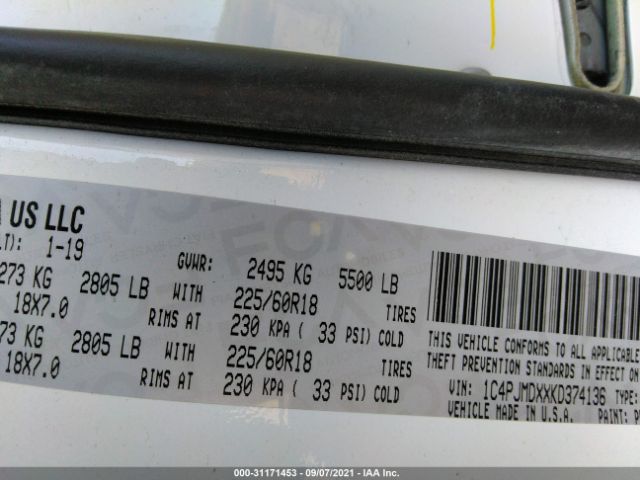 US LLC
1-19
273 KG 2805 LB WITH
18X7.0 RIMS AT
73 KG 2805 LB WITH
18X7.0 RIMS AT
GVWR: 2495 KG 5500 LB
225/60R18 TIRES
230 KPA ( 33 PSI) COLD
225/60R18 TIRES
230 KPA ( 33 PSI) COLD
THIS VEHICLE CONFORMS TO ALL APPLICABLE
THEFT PREVENTION STANDARDS IN EFFECT ON
VIN: 1C4PJMDXXKD374136 TYPE:
VEHICLE MADE IN U.S.A. PAINT: P
000-31171453 - 09/07/2021 - IAA Inc.